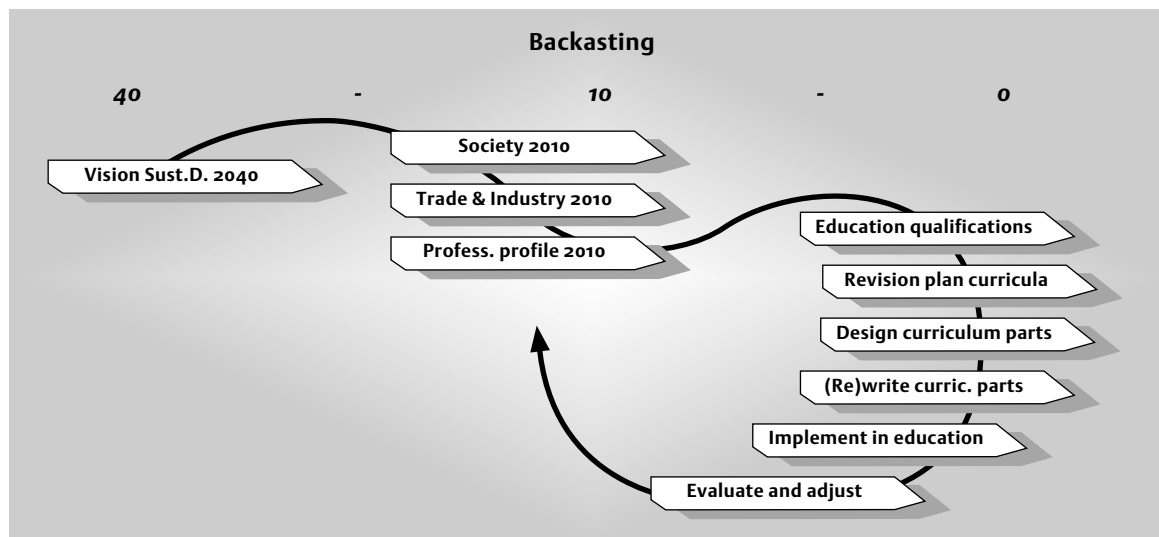 Backasting
40 - 10 - 0
Vision Sust.D. 2040
Society 2010
Trade & Industry 2010
Profess. profile 2010
Education qualifications
Revision plan curricula
Design curriculum parts
(Re)write curric. parts
Implement in education
Evaluate and adjust